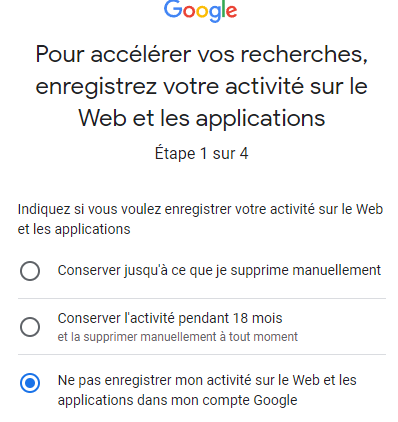 Google
Pour accélérer vos recherches,
enregistrez votre activité sur le
Web et les applications
Étape 1 sur 4
Indiquez si vous voulez enregistrer votre activité sur le Web
et les applications
Conserver jusqu'à ce que je supprime manuellement
Conserver l'activité pendant 18 mois
et la supprimer manuellement à tout moment
Ne pas enregistrer mon activité sur le Web et les
applications dans mon compte Google